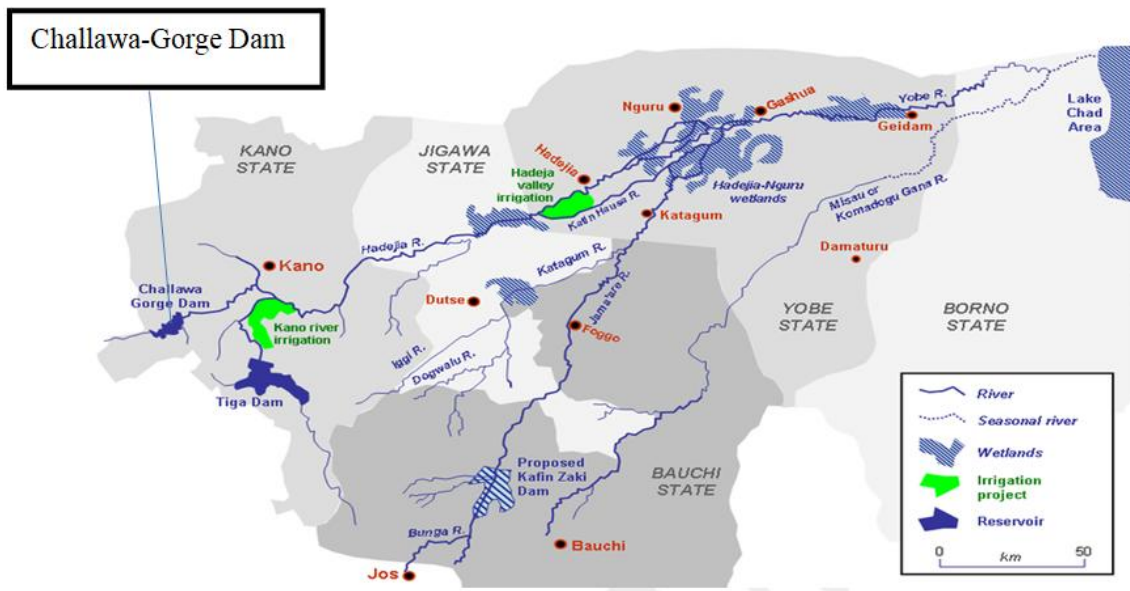 Challawa-Gorge Dam
Nguru
Gashua
Yobe R.
Geidam
Lake
Chad
Area
KANO
STATE
JIGAWA
STATE
Hadejia
Hadeja
valley
irrigation
Kafin Hausa R.
Hadejia-Nguru
wetlands
Misau or
Komadogu Gana R.
Katagum
Hadejia R.
Kano
Katagum R.
Damaturu
Challawa
Gorge Dam
Dutse
Jama'are R.
YOBE
STATE
BORNO
STATE
Kano river
irrigation
Foggo
Iggi R.
Dogwalu R.
Tiga Dam
River
Seasonal river
Wetlands
Irrigation
project
Reservoir
0 50
km
Proposed
Kafin Zaki
Dam
BAUCHI
STATE
Bunga R.
Bauchi
Jos